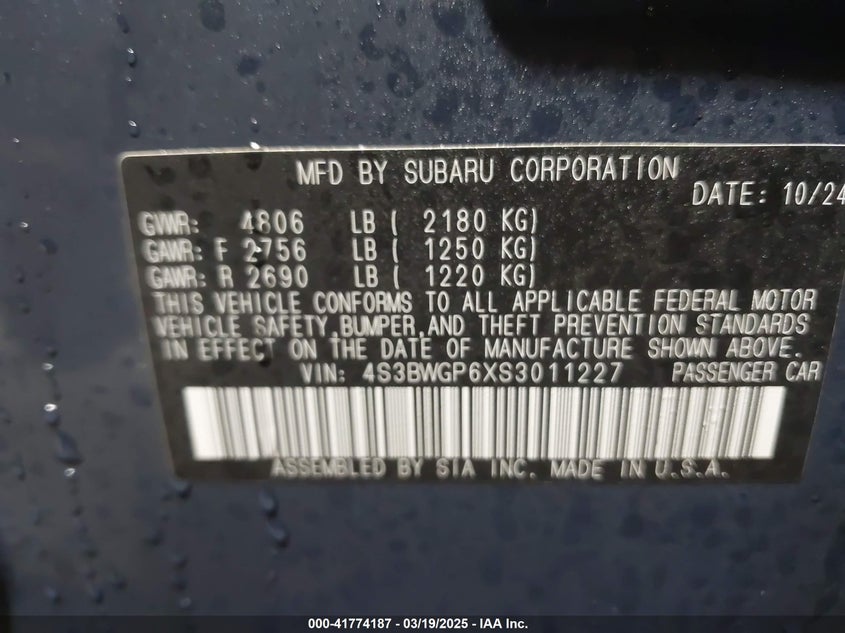 MFD BY SUBARU CORPORATION
DATE: 10/24
GVWR: 4806 LB ( 2180 KG)
GAWR: F 2756 LB ( 1250 KG)
GAWR: R 2690 LB ( 1220 KG)
THIS VEHICLE CONFORMS TO ALL APPLICABLE FEDERAL MOTOR
VEHICLE SAFETY,BUMPER,AND THEFT PREVENTION STANDARDS
IN EFFECT ON THE DATE OF MANUFACTURE SHOWN ABOVE.
VIN: 4S3BWGP6XS3011227 PASSENGER CAR
ASSEMBLED BY SIA INC. MADE IN U.S.A.
000-41774187 - 03/19/2025 - IAA Inc.